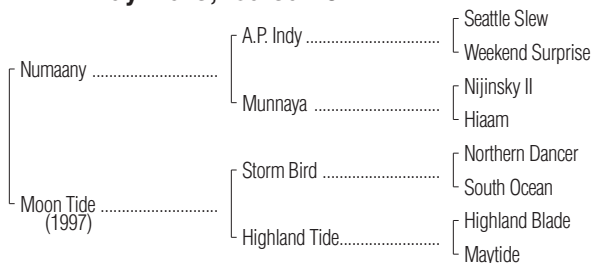 Seattle Slew
A.P. Indy ........................................
Weekend Surprise
Numaany .....................................
Nijinsky II
Munnaya ......................................
Hiaam
Northern Dancer
Storm Bird ....................................
South Ocean
Moon Tide ...................................
(1997)
Highland Blade
Highland Tide..............................
Maytide